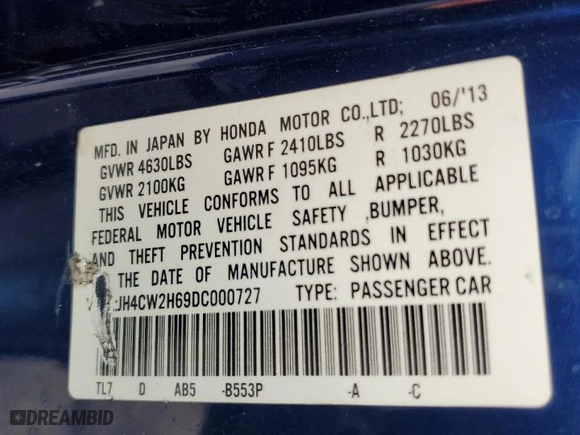 MFD. IN JAPAN BY HONDA MOTOR CO.,LTD; 06/'13
GVWR 4630LBS GAWR F 2410LBS R 2270LBS
GVWR 2100KG GAWR F 1095KG R 1030KG
THIS VEHICLE CONFORMS TO ALL APPLICABLE
FEDERAL MOTOR VEHICLE SAFETY ,BUMPER,
AND THEFT PREVENTION STANDARDS IN EFFECT
THE DATE OF MANUFACTURE SHOWN ABOVE.
JH4CW2H69DC000727 TYPE: PASSENGER CAR
TL7 D AB5 -B553P -A -C
DREAMBID